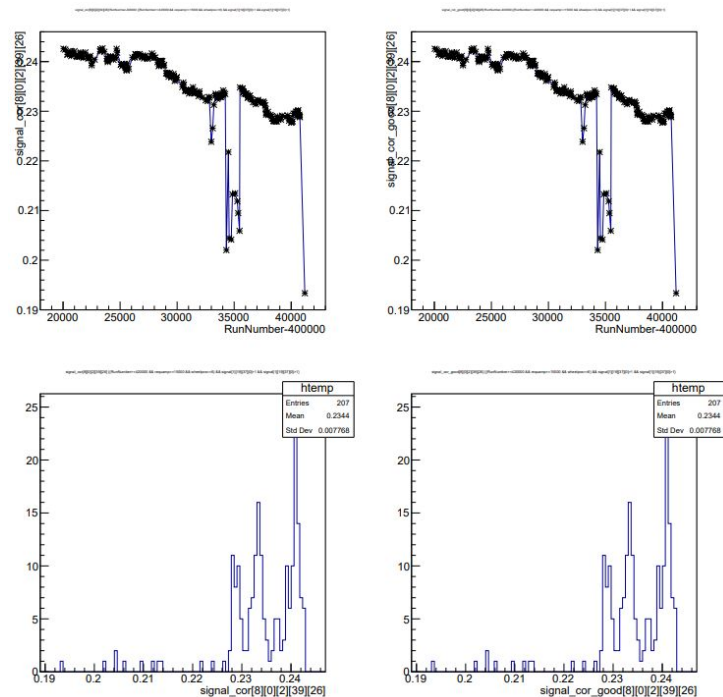 signal_cor[8][0][2][39][26]
0.24
0.23
0.22
0.21
0.2
0.19
20000 25000 30000 35000 40000
RunNumber-400000
signal_cor_good[8][0][2][39][26]
0.24
0.23
0.22
0.21
0.2
0.19
20000 25000 30000 35000 40000
RunNumber-400000
htemp
Entries 207
Mean 0.2344
Std Dev 0.007768
25
20
15
10
5
0
0.19 0.2 0.21 0.22 0.23 0.24
signal_cor[8][0][2][39][26]
htemp
Entries 207
Mean 0.2344
Std Dev 0.007768
25
20
15
10
5
0
0.19 0.2 0.21 0.22 0.23 0.24
signal_cor_good[8][0][2][39][26]